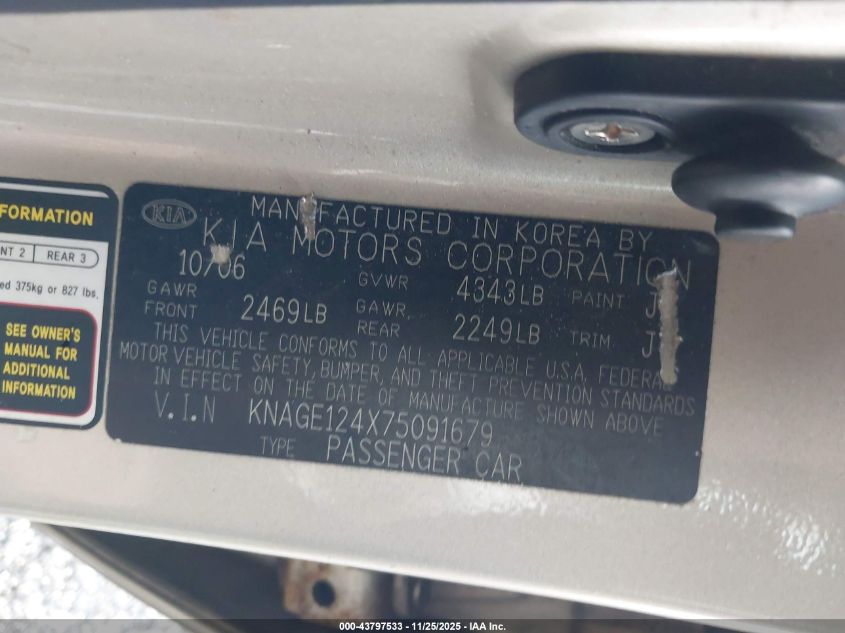 KIA
MANUFACTURED IN KOREA BY
KIA MOTORS CORPORATION
10/06
GVWR 4343LB PAINT
GAWR FRONT 2469LB
GAWR REAR 2249LB TRIM
THIS VEHICLE CONFORMS TO ALL APPLICABLE U.S.A. FEDERAL
MOTOR VEHICLE SAFETY, BUMPER, AND THEFT PREVENTION STANDARDS
IN EFFECT ON THE DATE OF MANUFACTURE SHOWN ABOVE
V.I.N KNAGE124X75091679
TYPE PASSENGER CAR
FORMATION
NT 2 REAR 3
ed 375kg or 827 lbs.
SEE OWNER'S
MANUAL FOR
ADDITIONAL
INFORMATION
000-43797533 - 11/25/2025 - IAA Inc. -